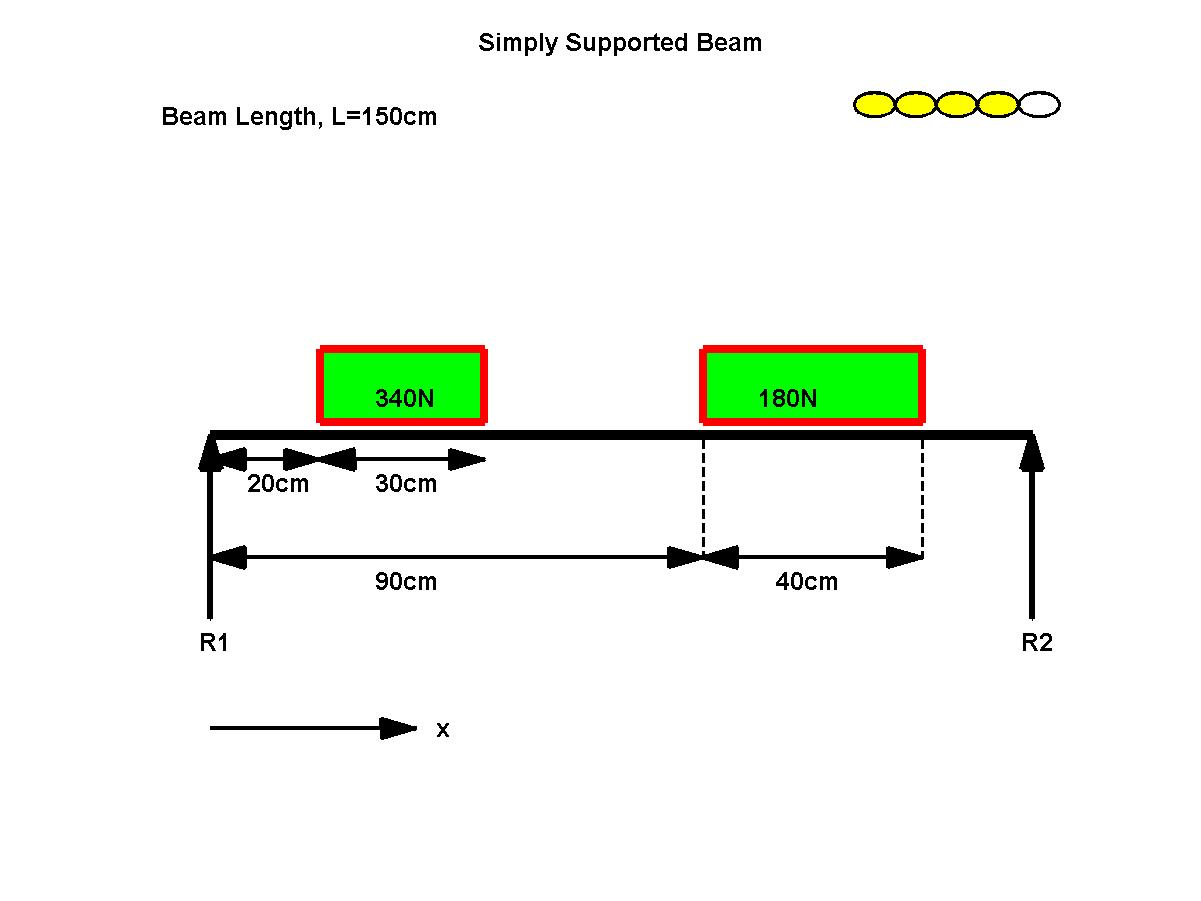 Simply Supported Beam
Beam Length, L=150cm
340N
180N
20cm
30cm
90cm
40cm
R1
R2
x